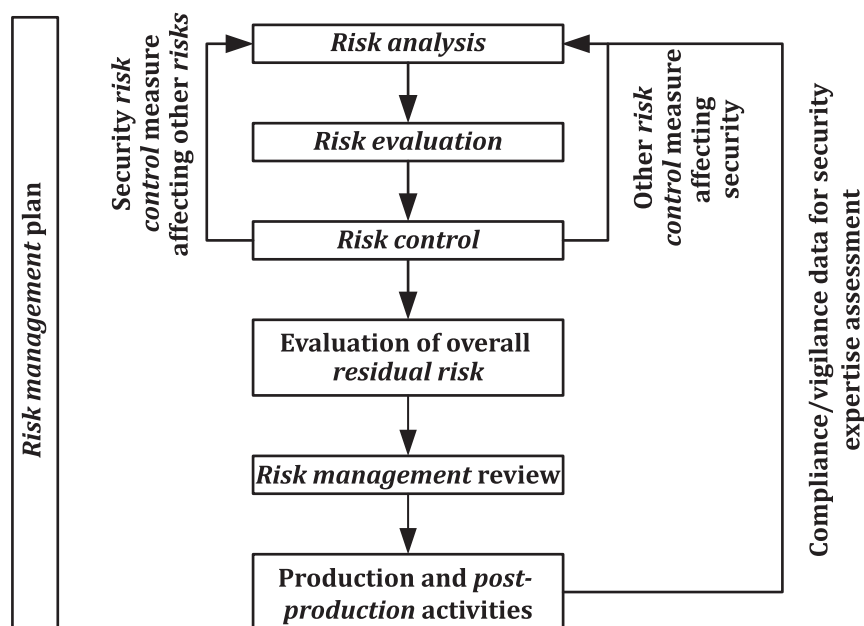 Risk management plan
Security risk
control measure
affecting other risks
Risk analysis
Risk evaluation
Risk control
Other risk
control measure
affecting
security
Evaluation of overall
residual risk
Risk management review
Production and post-
production activities
Compliance/vigilance data for security
expertise assessment